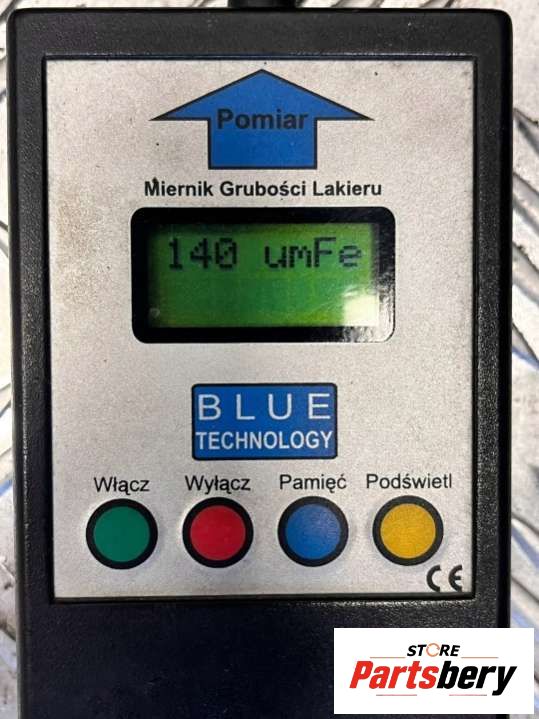 Pomiar
Miernik Grubości Lakieru
140 umFe
BLUE
TECHNOLOGY
Włącz Wyłącz Pamięć Podświetl
CE
STORE
Partsbery